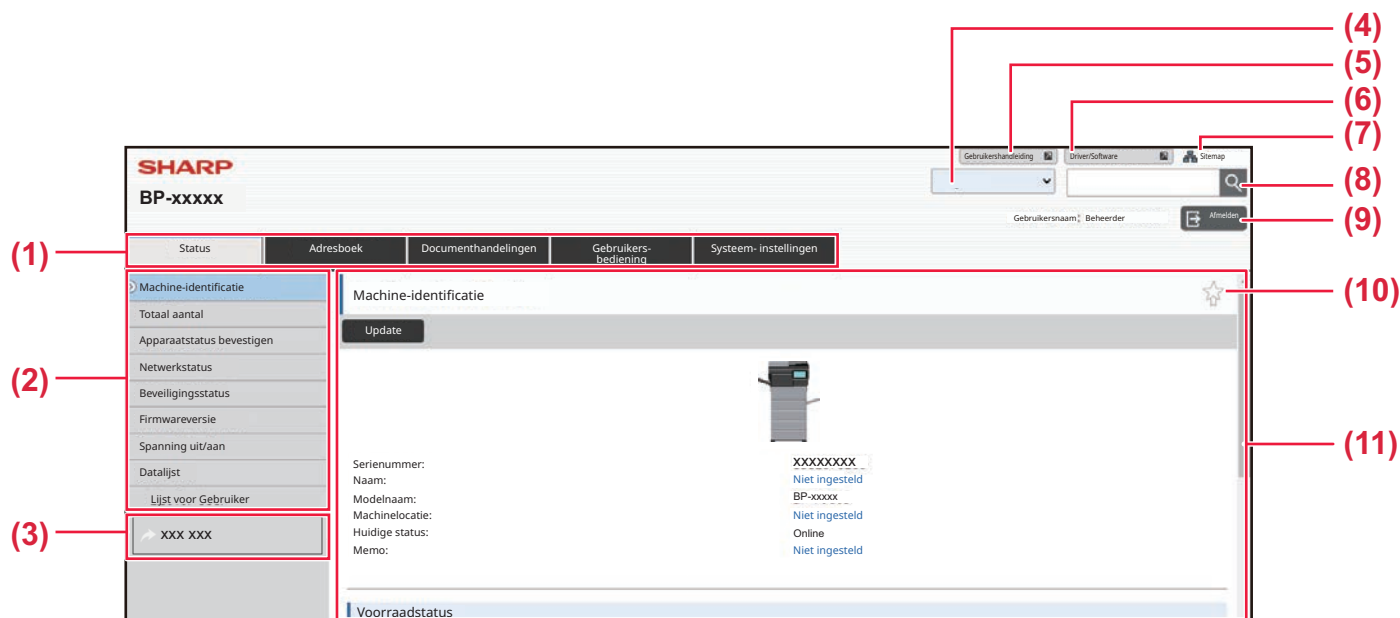 (4)
(5)
(6)
(7)
SHARP
Gebruikershandleiding
Driver/Software
Sitemap
BP-xxxxx
(8)
Gebruikersnaam: Beheerder
Afmelden
(9)
(1)
Status
Adresboek
Documenthandelingen
Gebruikers-
bediening
Systeem- instellingen
Machine-identificatie
Machine-identificatie
(10)
Totaal aantal
Update
Apparaatstatus bevestigen
Netwerkstatus
(2)
Beveiligingsstatus
Firmwareversie
Spanning uit/aan
(11)
Datalijst
Lijst voor Gebruiker
(3)
XXX XXX
Serienummer: XXXXXXXX
Naam: Niet ingesteld
Modelnaam: BP-xxxxx
Machinelocatie: Niet ingesteld
Huidige status: Online
Memo: Niet ingesteld
Voorraadstatus